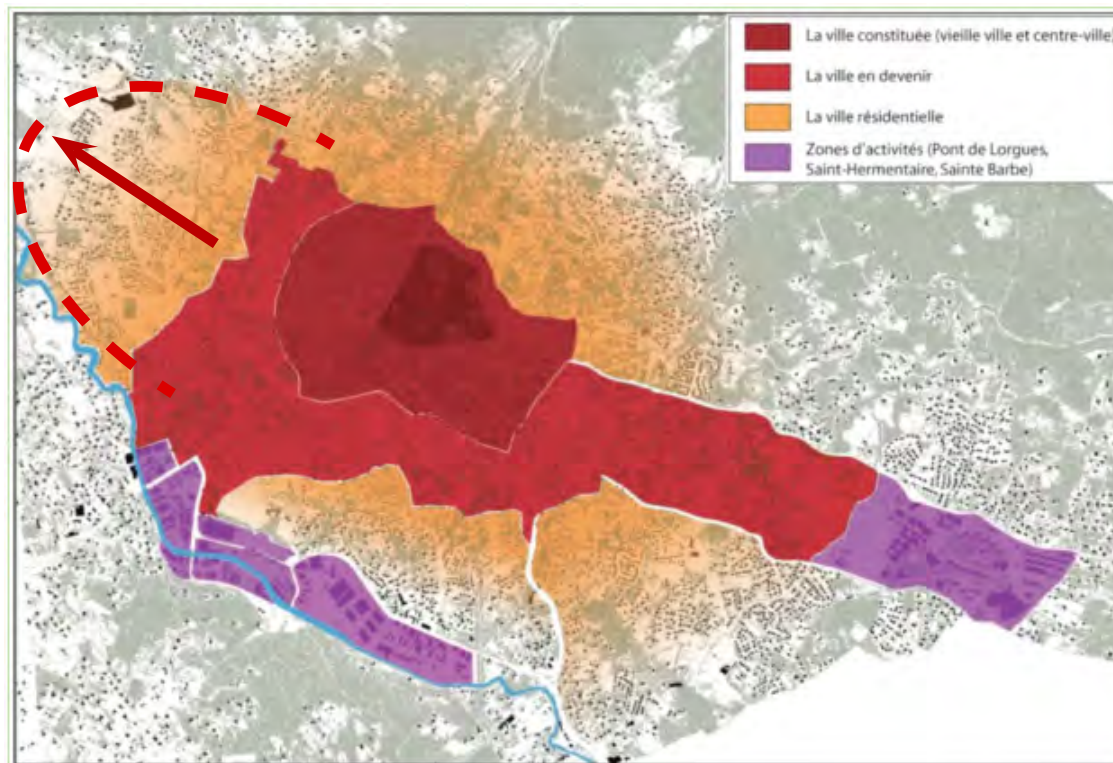 La ville constituée (vieille ville et centre-ville)
La ville en devenir
La ville résidentielle
Zones d'activités (Pont de Lorgues,
Saint-Hermentaire, Sainte Barbe)